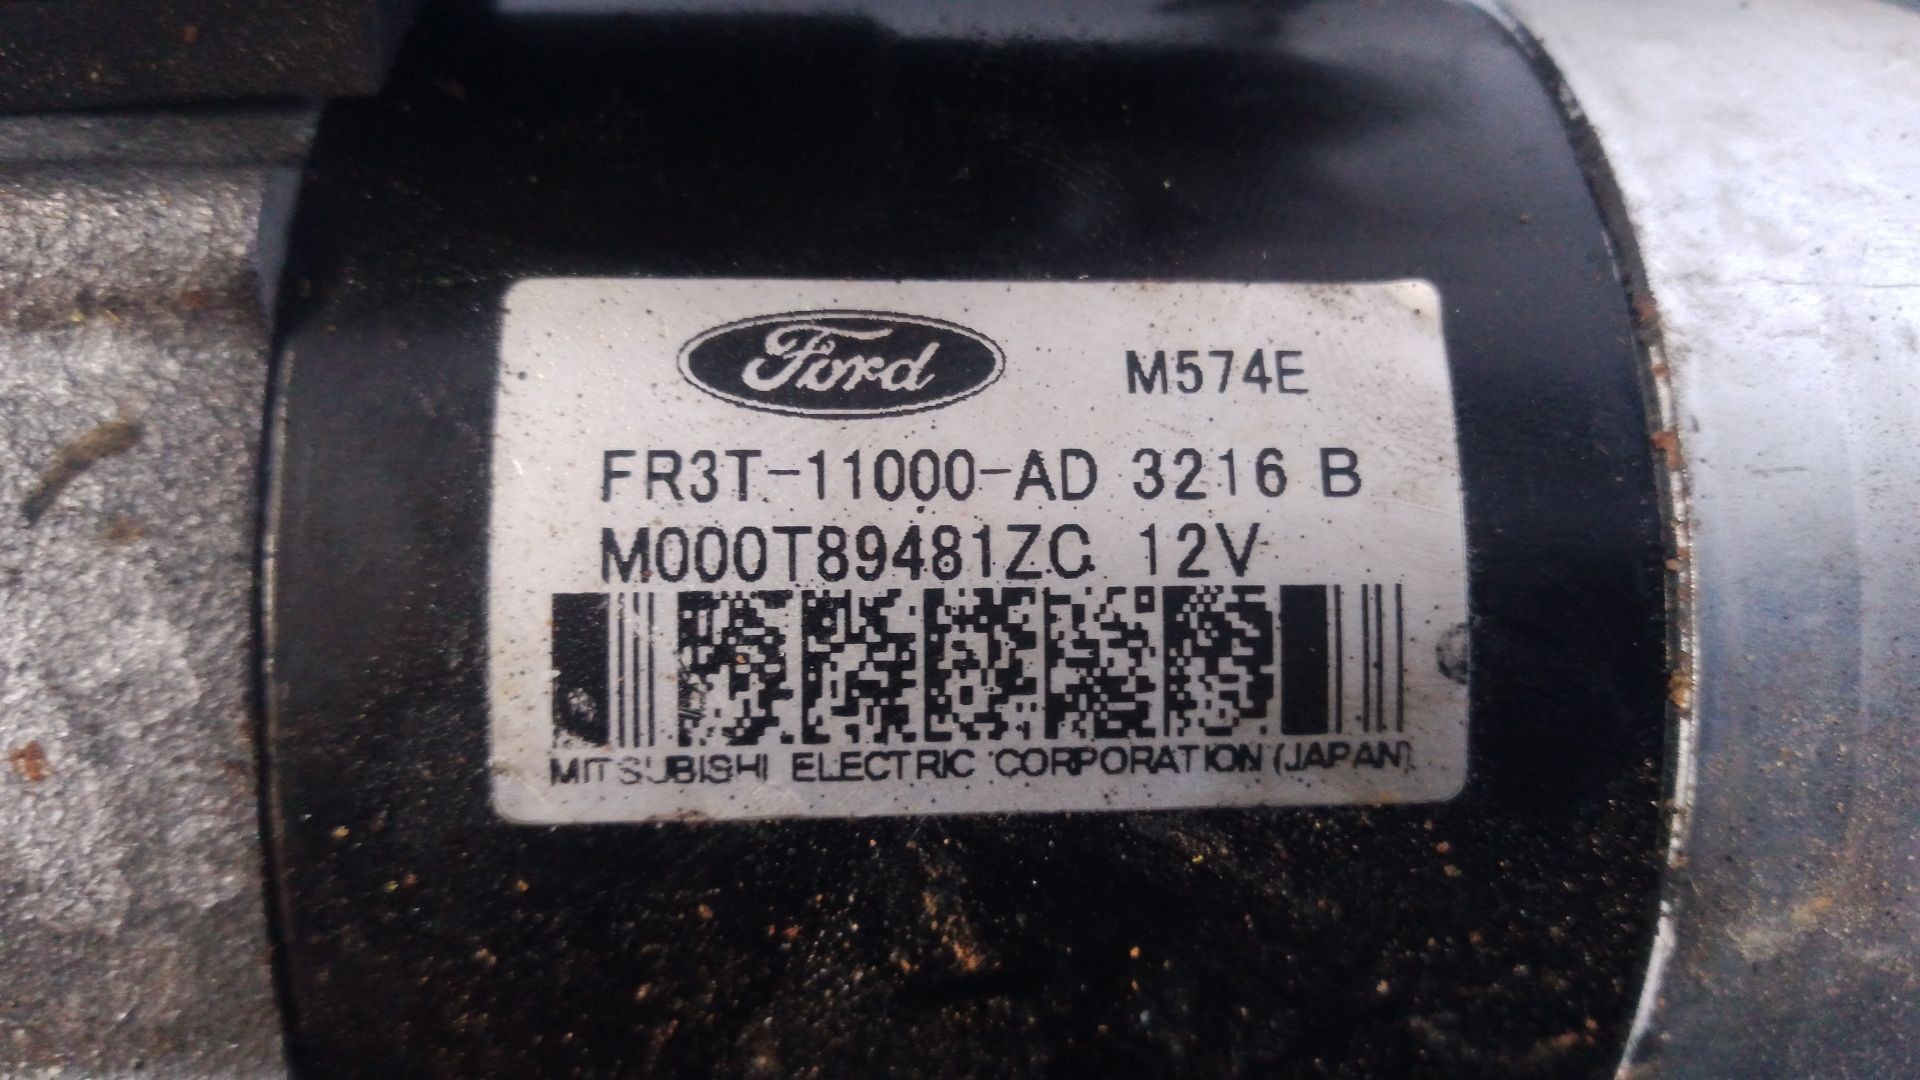 Ford M574E
FR3T-11000-AD 3216 B
M000T89481ZC 12V
MITSUBISHI ELECTRIC CORPORATION (JAPAN)